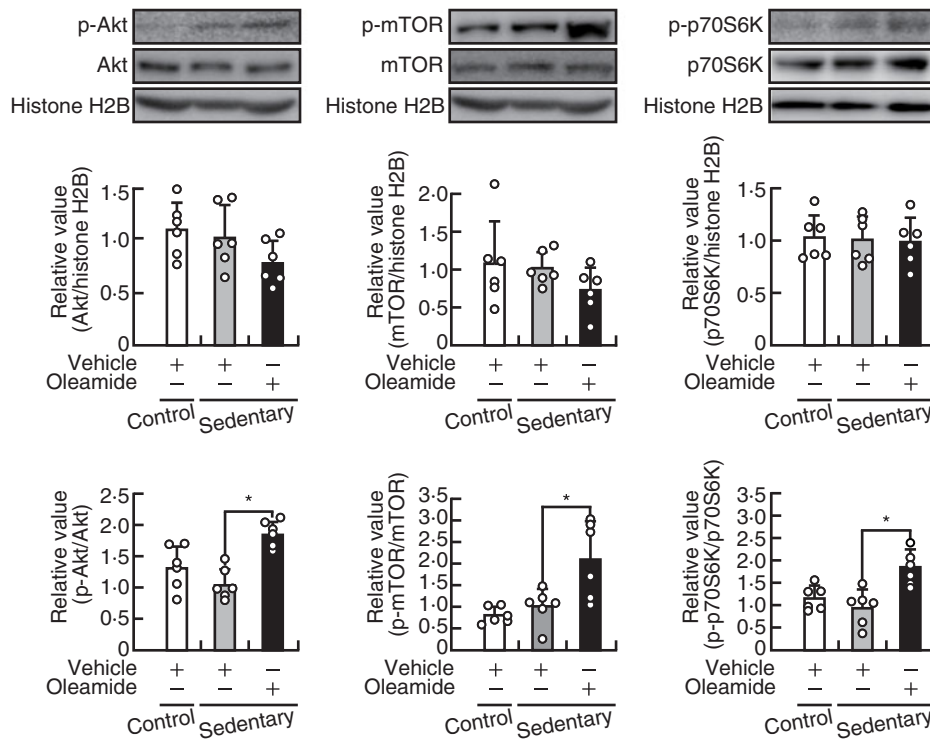 p-Akt
Akt
Histone H2B
p-mTOR
mTOR
Histone H2B
p-p70S6K
p70S6K
Histone H2B
Relative value
(Akt/histone H2B)
1·5
1·0
0·5
0
Vehicle + + −
Oleamide − − +
Control Sedentary
Relative value
(mTOR/histone H2B)
2·0
1·5
1·0
0·5
0
+ + −
− − +
Control Sedentary
Relative value
(p70S6K/histone H2B)
1·5
1·0
0·5
0
Vehicle + + −
Oleamide − − +
Control Sedentary
Relative value
(p-Akt/Akt)
2·5
2·0
1·5
1·0
0·5
0
*
Vehicle + + −
Oleamide − − +
Control Sedentary
Relative value
(p-mTOR/mTOR)
3·5
3·0
2·5
2·0
1·5
1·0
0·5
0
*
+ + −
− − +
Control Sedentary
Relative value
(p-p70S6K/p70S6K)
3·5
3·0
2·5
2·0
1·5
1·0
0·5
0
*
Vehicle + + −
Oleamide − − +
Control Sedentary